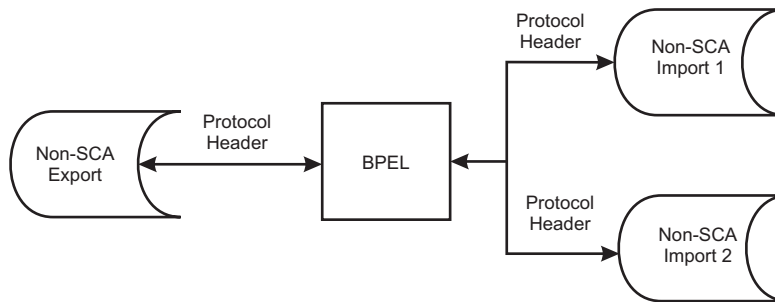 Non-SCA
Export
Protocol
Header
BPEL
Protocol
Header
Non-SCA
Import 1
Protocol
Header
Non-SCA
Import 2